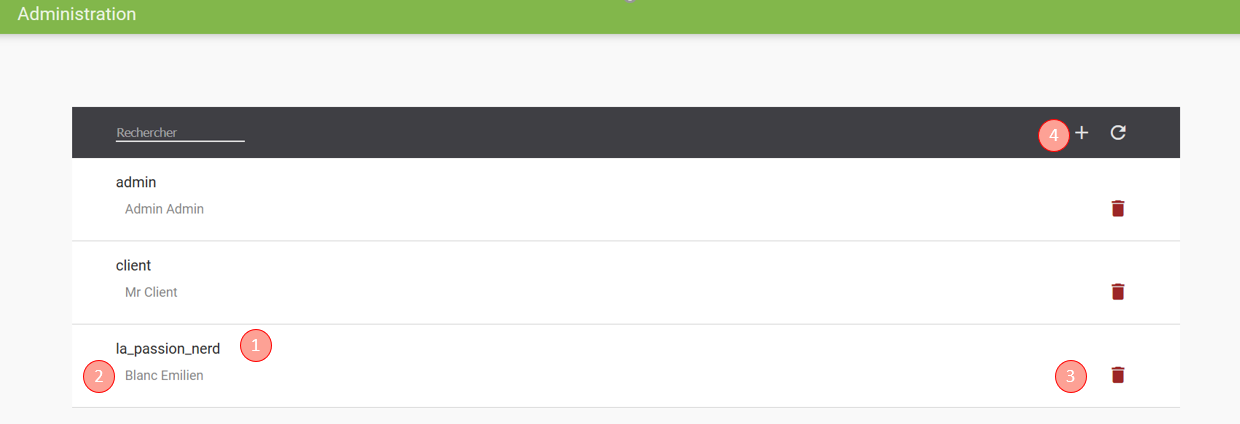 Administration
Rechercher
4
admin
Admin Admin
client
Mr Client
la_passion_nerd 1
2 Blanc Emilien 3